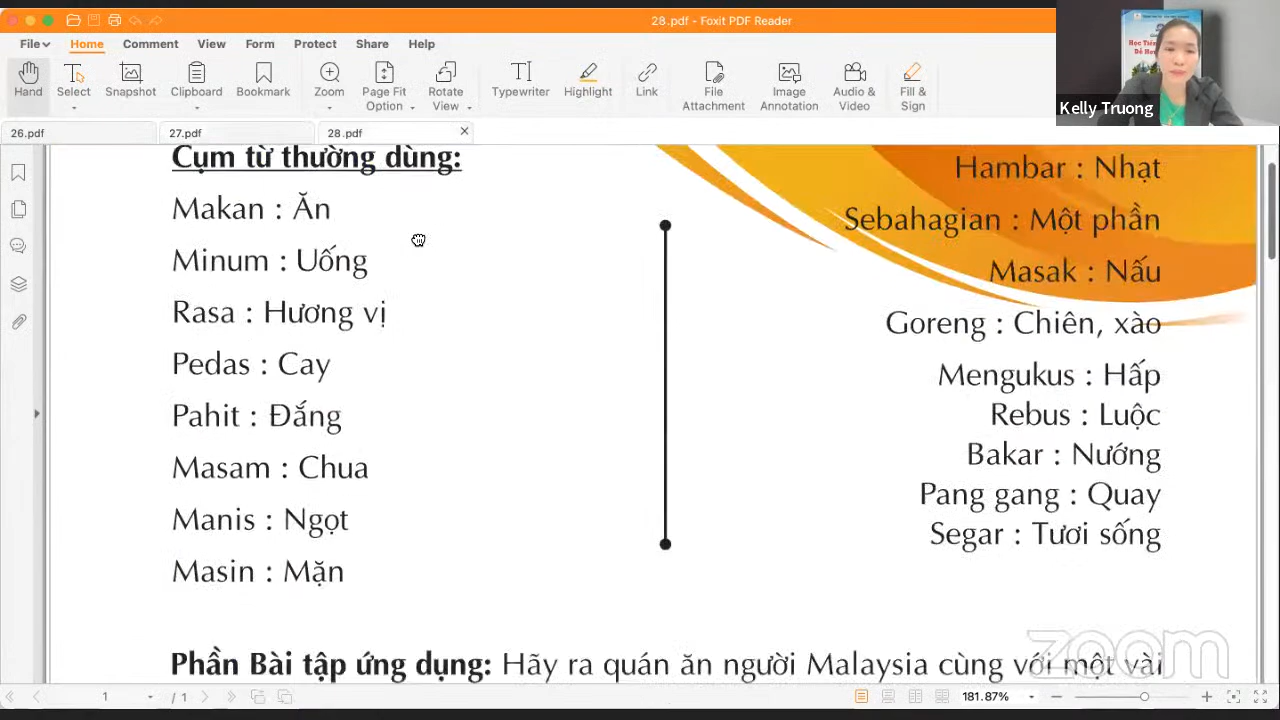 28.pdf - Foxit PDF Reader
File Home Comment View Form Protect Share Help
Hand
Select
Snapshot
Clipboard
Bookmark
Zoom
Page Fit
Option
Rotate
View
Typewriter
Highlight
Link
File
Attachment
Image
Annotation
Audio &
Video
Fill &
Sign
Kelly Truong
26.pdf
27.pdf
28.pdf
Cụm từ thường dùng:
Makan : Ăn
Minum : Uống
Rasa : Hương vị
Pedas : Cay
Pahit : Đắng
Masam : Chua
Manis : Ngọt
Masin : Mặn
Hambar : Nhạt
Sebahagian : Một phần
Masak : Nấu
Goreng : Chiên, xào
Mengukus : Hấp
Rebus : Luộc
Bakar : Nướng
Pang gang : Quay
Segar : Tươi sống
Phần Bài tập ứng dụng: Hãy ra quán ăn người Malaysia cùng với một vài
zoom
1 / 1
181.87%